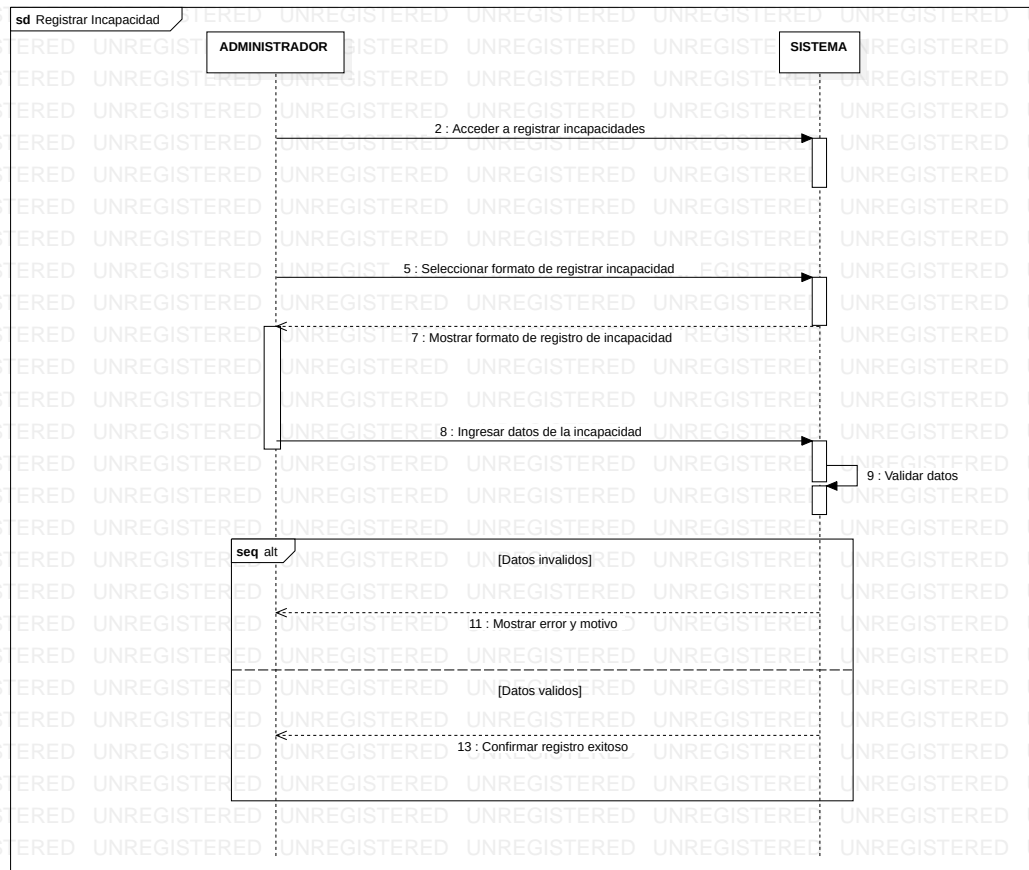 sd Registrar Incapacidad
ADMINISTRADOR
SISTEMA
2 : Acceder a registrar incapacidades
5 : Seleccionar formato de registrar incapacidad
7 : Mostrar formato de registro de incapacidad
8 : Ingresar datos de la incapacidad
9 : Validar datos
seq alt
[Datos invalidos]
11 : Mostrar error y motivo
[Datos validos]
13 : Confirmar registro exitoso
UNREGISTERED